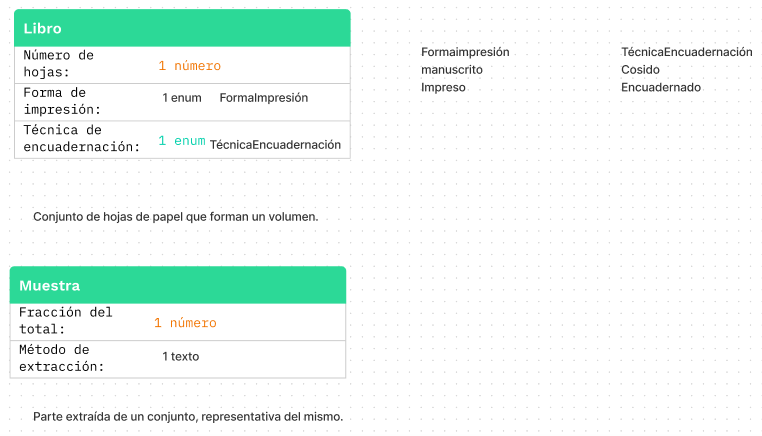 Libro
Número de
hojas:
1 número
Forma de
impresión:
1 enum
FormaImpresión
Técnica de
encuadernación:
1 enum
TécnicaEncuadernación
Formaimpresión
manuscrito
Impreso
TécnicaEncuadernación
Cosido
Encuadernado
Conjunto de hojas de papel que forman un volumen.
Muestra
Fracción del
total:
1 número
Método de
extracción:
1 texto
Parte extraída de un conjunto, representativa del mismo.